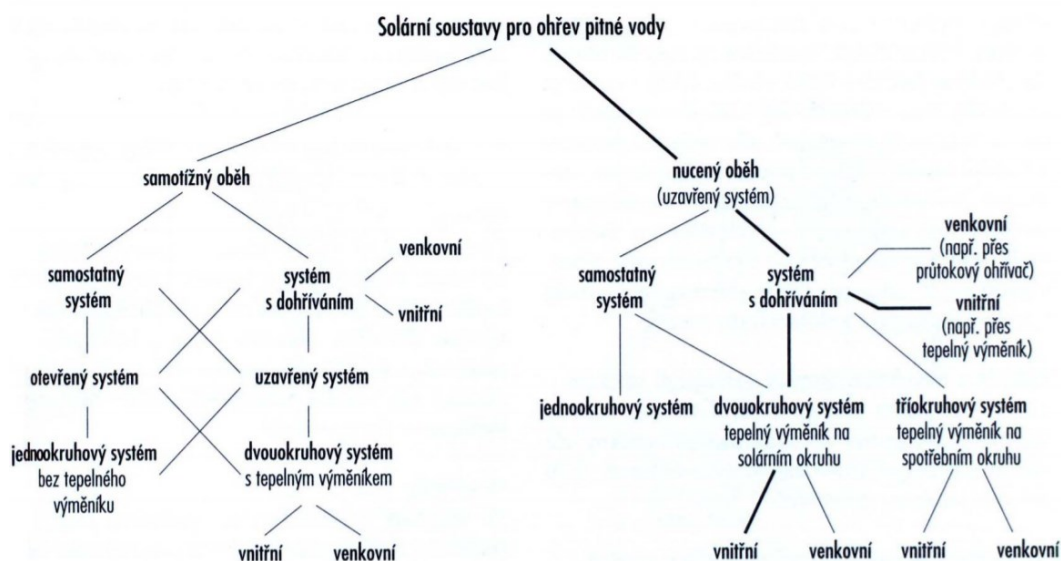 Solární soustavy pro ohřev pitné vody
samotížný oběh
nucený oběh
(uzavřený systém)
samostatný
systém
systém
s dohříváním
venkovní
vnitřní
samostatný
systém
systém
s dohříváním
venkovní
(např. přes
průtokový ohřívač)
vnitřní
(např. přes
tepelný výměník)
otevřený systém
uzavřený systém
jednookruhový systém
dvouokruhový systém
tepelný výměník na
solárním okruhu
tříokruhový systém
tepelný výměník na
spotřebním okruhu
jednookruhový systém
bez tepelného
výměníku
dvouokruhový systém
s tepelným výměníkem
vnitřní
venkovní
vnitřní
venkovní
vnitřní
venkovní